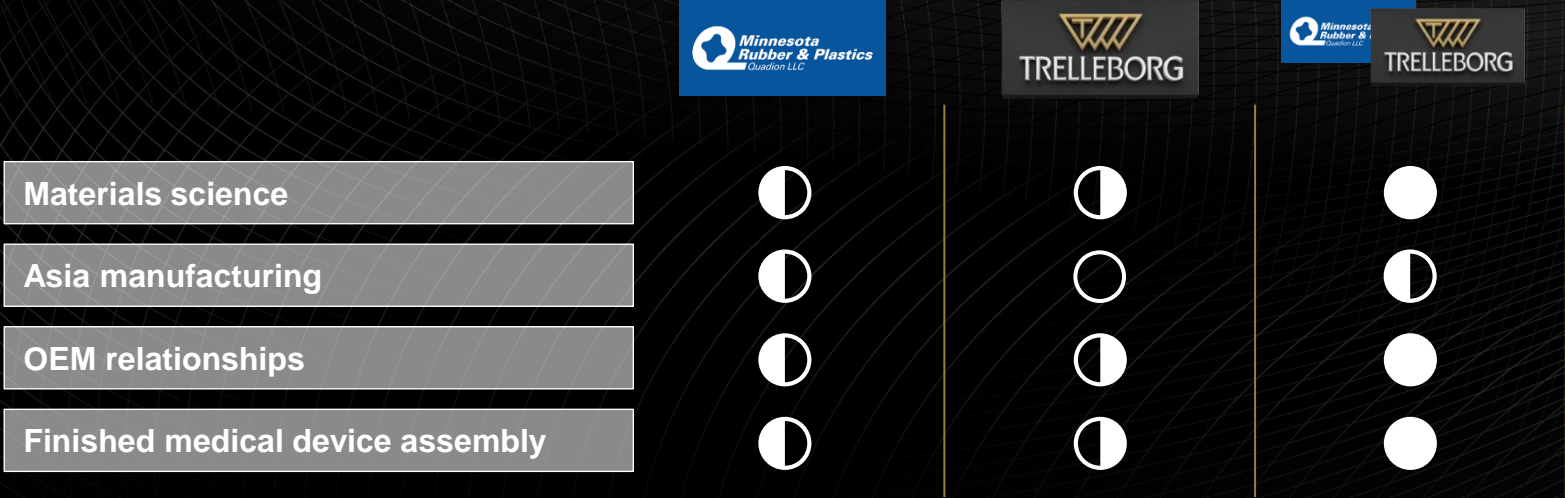 Minnesota
Rubber & Plastics
Quadion LLC
TRELLEBORG
Minnesota
Rubber &
Quadion LLC
TRELLEBORG
Materials science
Asia manufacturing
OEM relationships
Finished medical device assembly